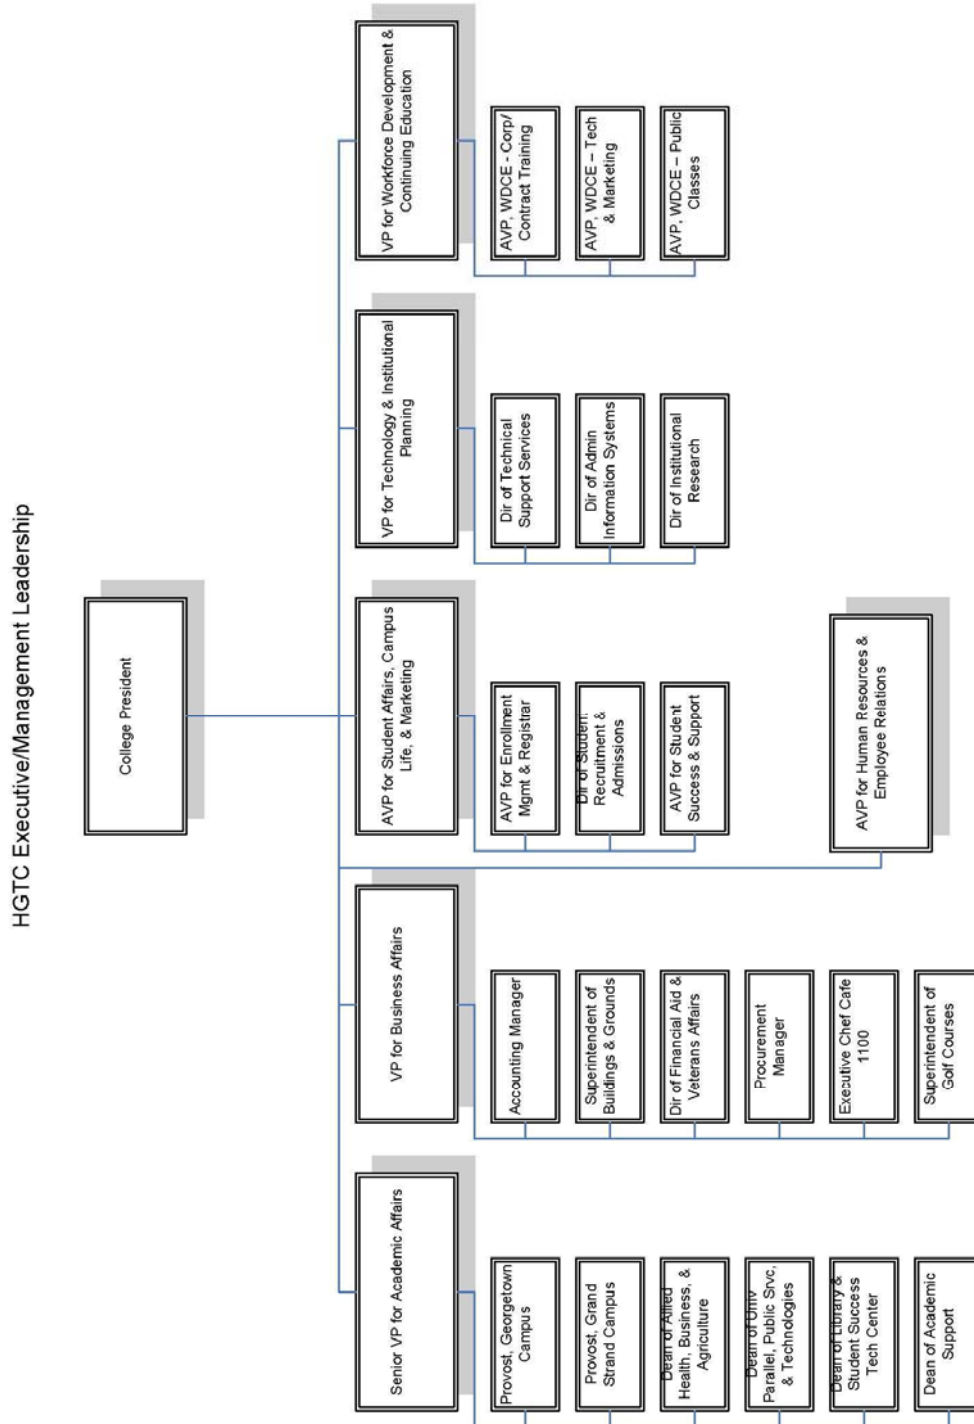 HGTC Executive/Management Leadership
College President
Senior VP for Academic Affairs
VP for Business Affairs
AVP for Student Affairs, Campus
Life, & Marketing
VP for Technology & Institutional
Planning
VP for Workforce Development &
Continuing Education
Provost, Georgetown
Campus
Provost, Grand
Strand Campus
Dean of Allied
Health, Business, &
Agriculture
Dean of Univ
Parallel, Public Srvc,
& Technologies
Dean of Library &
Student Success
Tech Center
Dean of Academic
Support
Accounting Manager
Superintendent of
Buildings & Grounds
Dir of Financial Aid &
Veterans Affairs
Procurement
Manager
Executive Chef Cafe
1100
Superintendent of
Golf Courses
AVP for Enrollment
Mgmt & Registrar
Dir of Student
Recruitment &
Admissions
AVP for Student
Success & Support
AVP for Human Resources &
Employee Relations
Dir of Technical
Support Services
Dir of Admin
Information Systems
Dir of Institutional
Research
AVP, WDCE - Corp/
Contract Training
AVP, WDCE – Tech
& Marketing
AVP, WDCE – Public
Classes